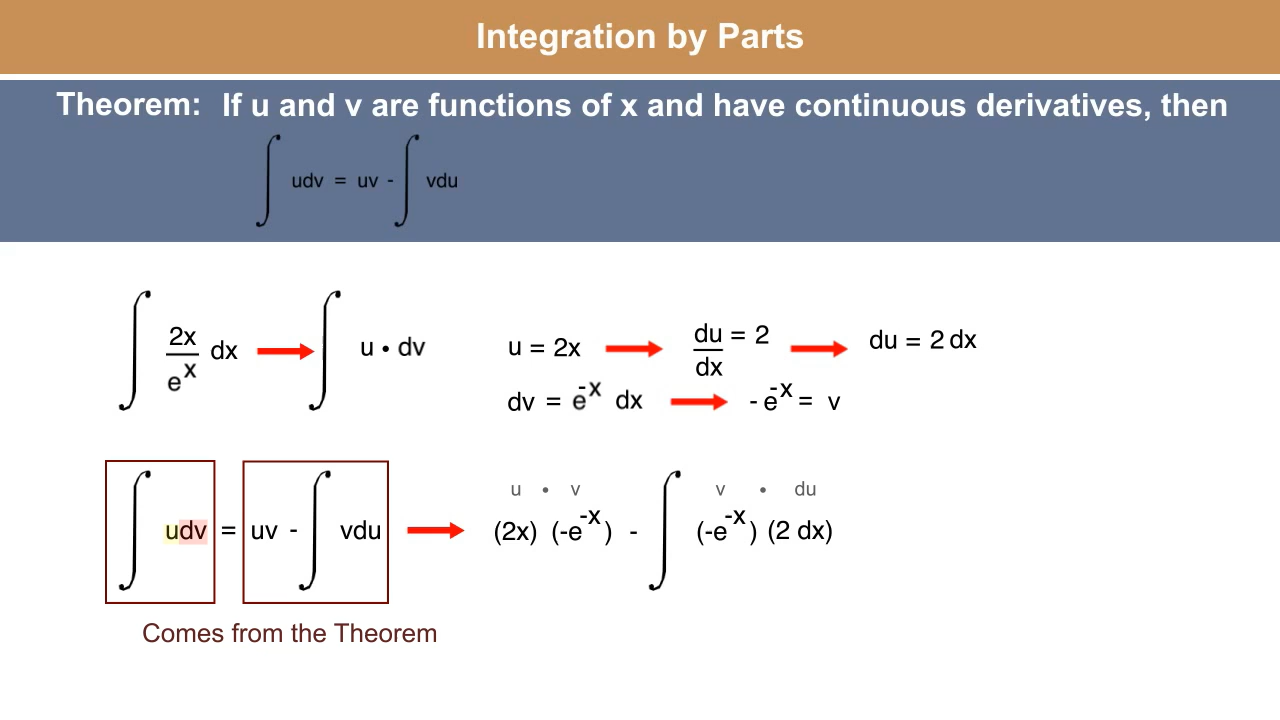 Integration by Parts
Theorem: If u and v are functions of x and have continuous derivatives, then
∫ udv = uv - ∫ vdu
∫ 2x/e^x dx → ∫ u • dv
u = 2x → du/dx = 2 → du = 2 dx
dv = e^-x dx → - e^-x = v
u • v v • du
∫ udv = uv - ∫ vdu → (2x) (-e^-x) - ∫ (-e^-x) (2 dx)
Comes from the Theorem